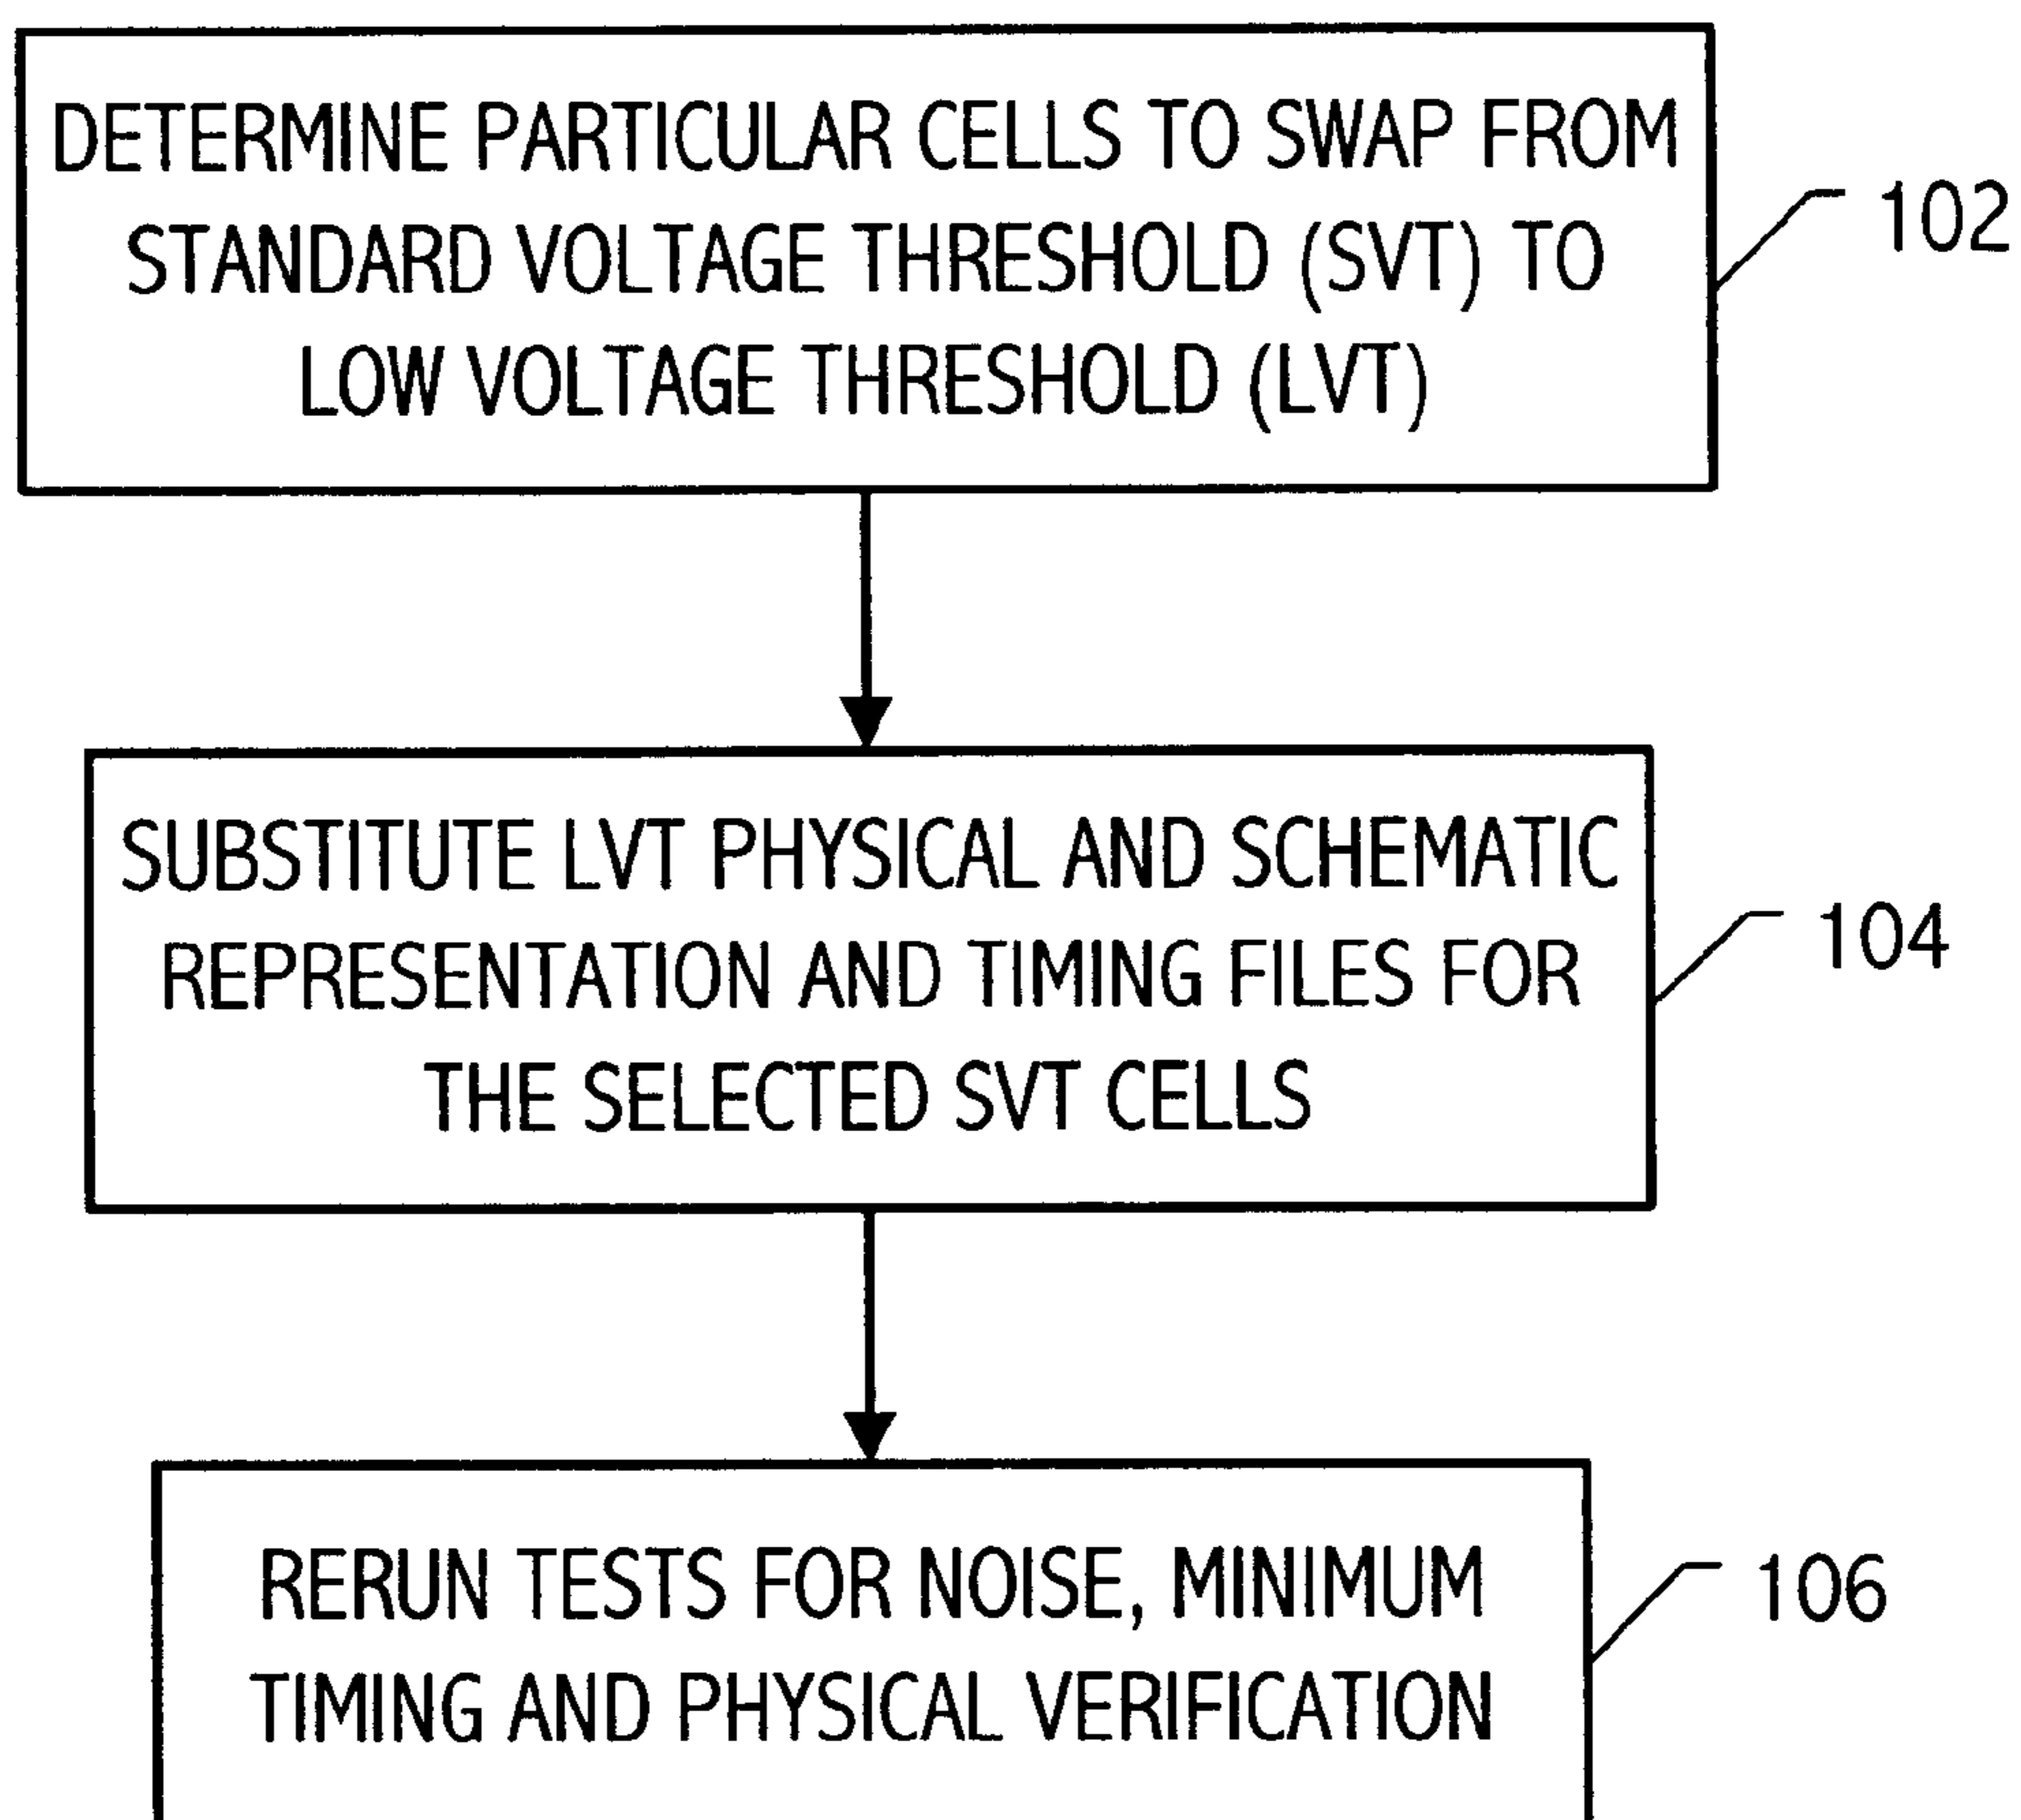 DETERMINE PARTICULAR CELLS TO SWAP FROM
STANDARD VOLTAGE THRESHOLD (SVT) TO
LOW VOLTAGE THRESHOLD (LVT)
102
SUBSTITUTE LVT PHYSICAL AND SCHEMATIC
REPRESENTATION AND TIMING FILES FOR
THE SELECTED SVT CELLS
104
RERUN TESTS FOR NOISE, MINIMUM
TIMING AND PHYSICAL VERIFICATION
106